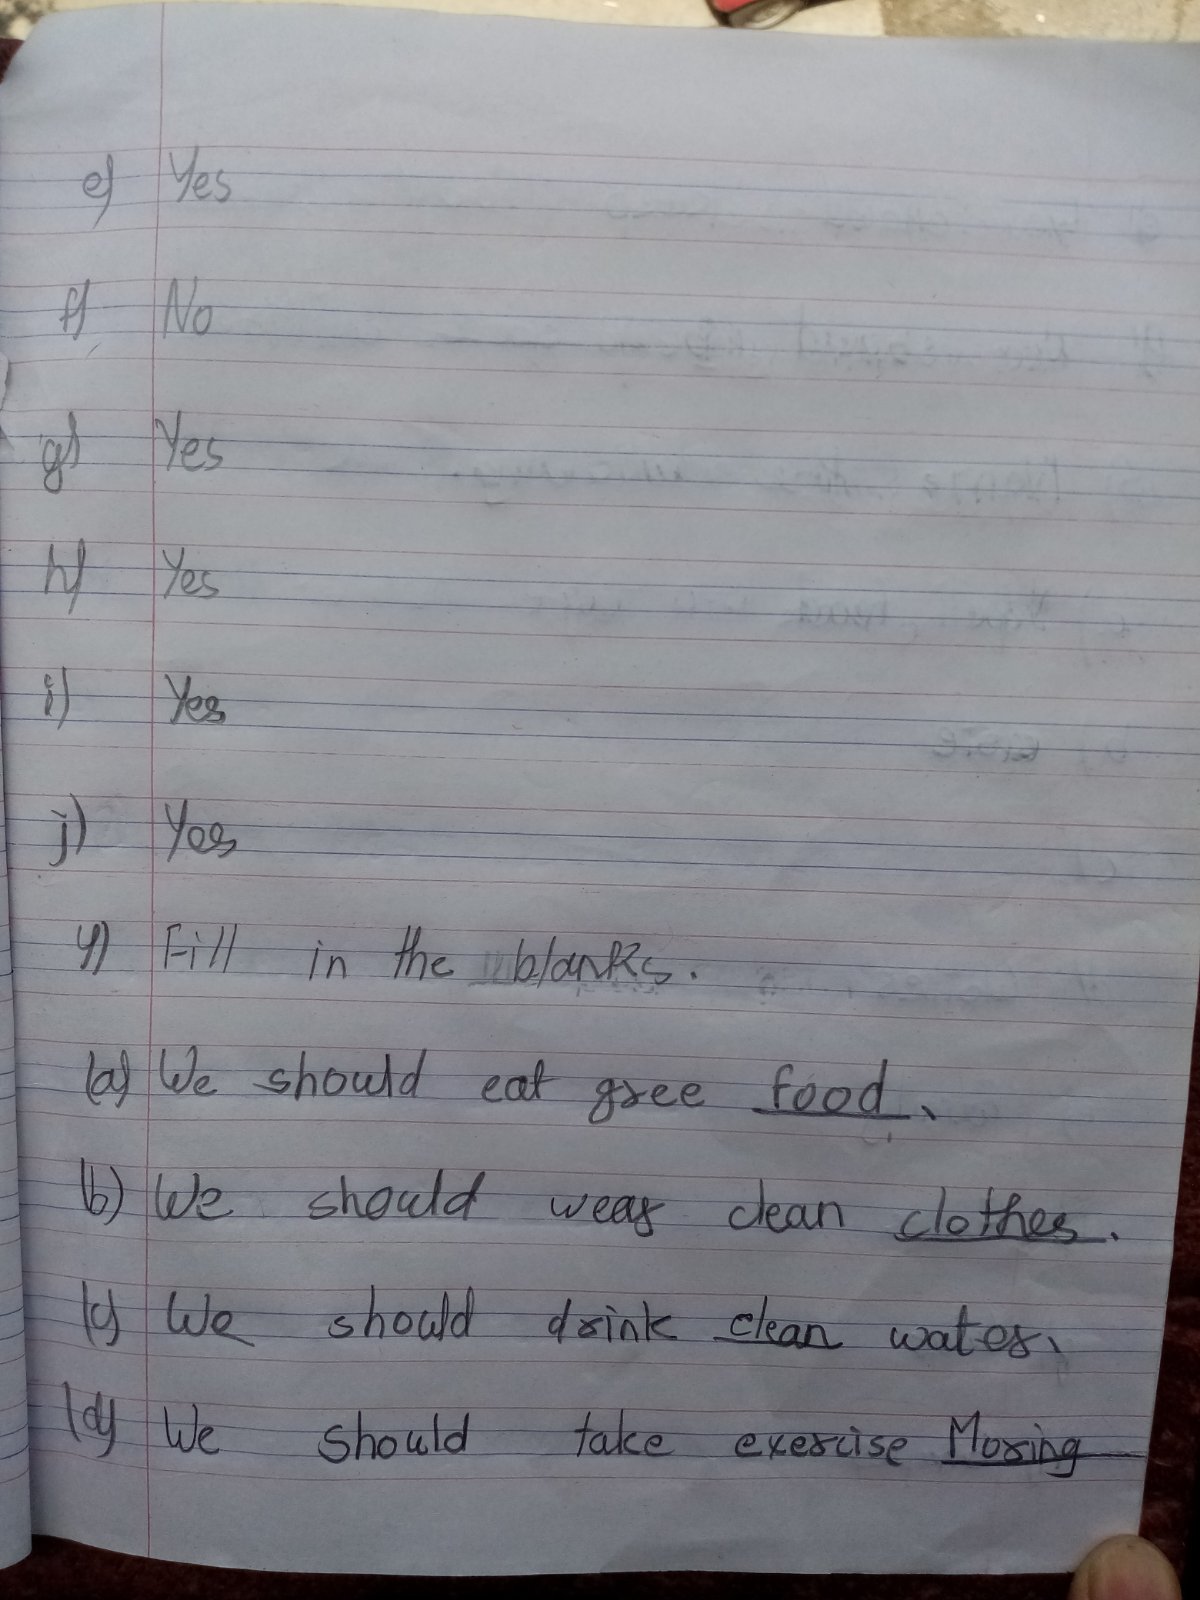 e) Yes
f) No
g) Yes
h) Yes
i) Yes
j) Yes
4) Fill in the blanks.
(a) We should eat gree food.
(b) We should wear clean clothes.
(c) We should drink clean water.
(d) We should take exercise Moring